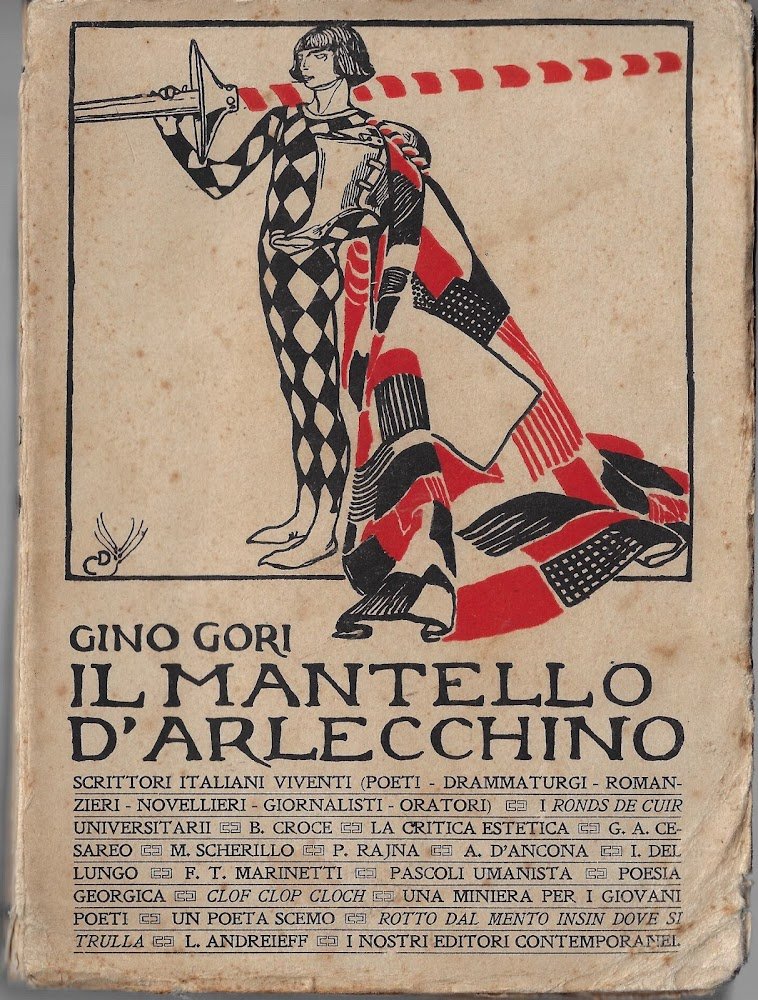 CD
GINO GORI
IL MANTELLO
D'ARLECCHINO
SCRITTORI ITALIANI VIVENTI (POETI - DRAMMATURGI - ROMAN-
ZIERI - NOVELLIERI - GIORNALISTI - ORATORI) I RONDS DE CUIR
UNIVERSITARII B. CROCE LA CRITICA ESTETICA G. A. CE-
SAREO M. SCHERILLO P. RAJNA A. D'ANCONA I. DEL
LUNGO F. T. MARINETTI PASCOLI UMANISTA POESIA
GEORGICA CLOF CLOP CLOCH UNA MINIERA PER I GIOVANI
POETI UN POETA SCEMO ROTTO DAL MENTO INSIN DOVE SI
TRULLA L. ANDREIEFF I NOSTRI EDITORI CONTEMPORANEI.